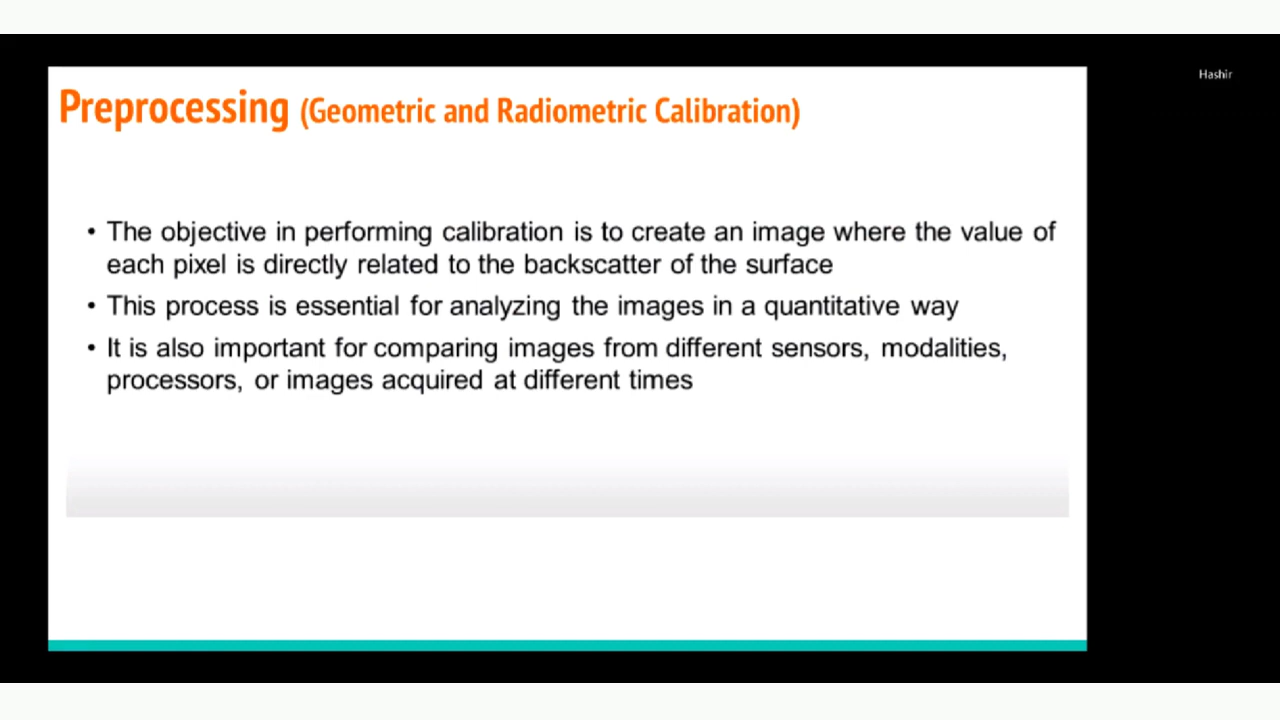 Hashir
Preprocessing (Geometric and Radiometric Calibration)
• The objective in performing calibration is to create an image where the value of
each pixel is directly related to the backscatter of the surface
• This process is essential for analyzing the images in a quantitative way
• It is also important for comparing images from different sensors, modalities,
processors, or images acquired at different times